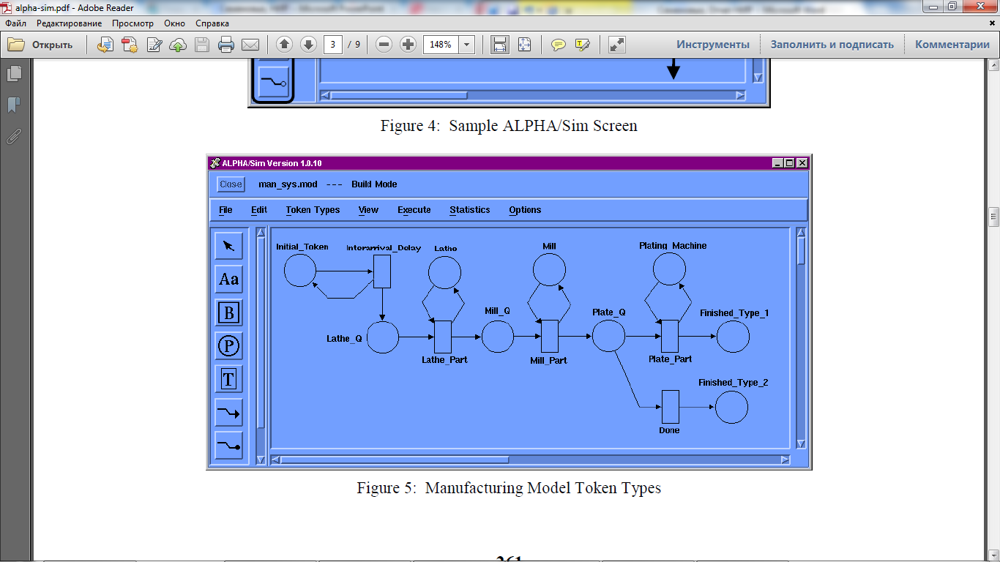 alpha-sim.pdf - Adobe Reader
Файл Редактирование Просмотр Окно Справка
Открыть 3 / 9 148% Инструменты Заполнить и подписать Комментарии
Figure 4: Sample ALPHA/Sim Screen
ALPHA/Sim Version 1.0.10
Close man_sys.mod --- Build Mode
File Edit Token Types View Execute Statistics Options
Initial_Token Interarrival_Delay Lathe Mill Plating_Machine
Aa
B
P
T
Mill_Q Plate_Q Finished_Type_1
Lathe_Q
Lathe_Part Mill_Part Plate_Part
Finished_Type_2
Done
Figure 5: Manufacturing Model Token Types
261